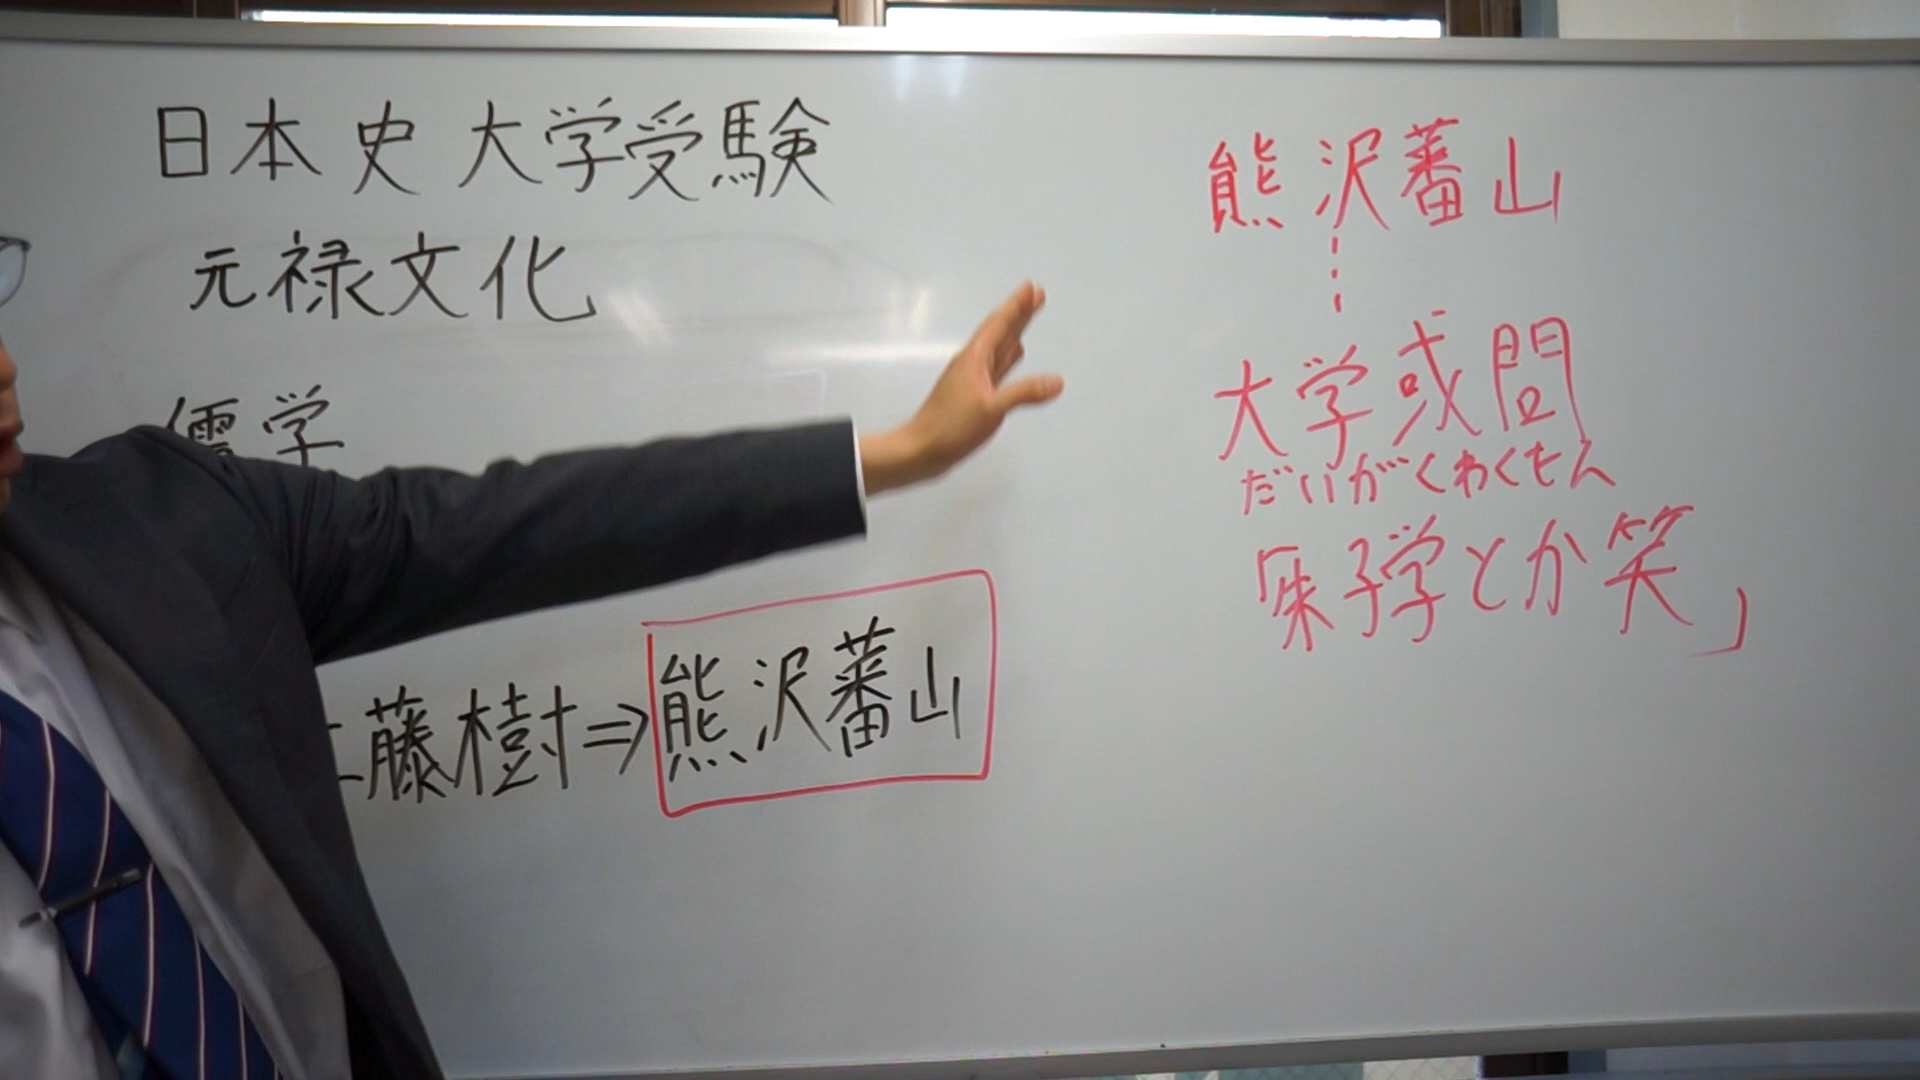 日本史 大学受験
元禄文化
儒学
藤樹⇒熊沢蕃山
熊沢蕃山
大学或問
だいがくわくもん
「朱子学とか笑」